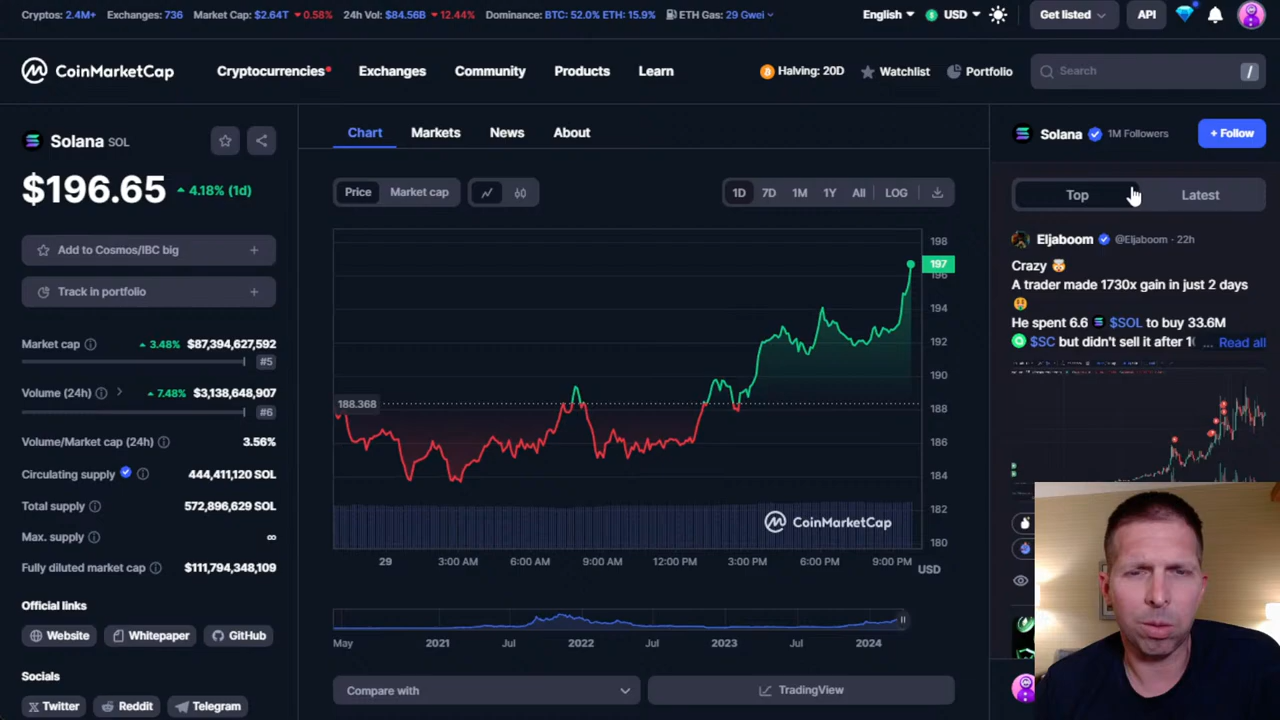 Cryptos: 2.4M+ Exchanges: 736 Market Cap: $2.64T 0.58% 24h Vol: $84.56B 12.44% Dominance: BTC: 52.0% ETH: 15.9% ETH Gas: 29 Gwei English USD Get listed API
CoinMarketCap Cryptocurrencies Exchanges Community Products Learn Halving: 20D Watchlist Portfolio Search /
Solana SOL
$196.65 4.18% (1d)
Add to Cosmos/IBC big +
Track in portfolio +
Market cap 3.48% $87,394,627,592
#5
Volume (24h) 7.48% $3,138,648,907
#6
Volume/Market cap (24h) 3.56%
Circulating supply 444,411,120 SOL
Total supply 572,896,629 SOL
Max. supply ∞
Fully diluted market cap $111,794,348,109
Official links
Website Whitepaper GitHub
Socials
Twitter Reddit Telegram
Chart Markets News About
Price Market cap 1D 7D 1M 1Y All LOG
198
197
196
194
192
190
188.368
188
186
184
182
180
CoinMarketCap
29 3:00 AM 6:00 AM 9:00 AM 12:00 PM 3:00 PM 6:00 PM 9:00 PM USD
May 2021 Jul 2022 Jul 2023 Jul 2024
Compare with TradingView
Solana 1M Followers + Follow
Top Latest
Eljaboom @Eljaboom · 22h
Crazy 🤯
A trader made 1730x gain in just 2 days
🤑
He spent 6.6 $SOL to buy 33.6M
$SC but didn't sell it after 1 ... Read all